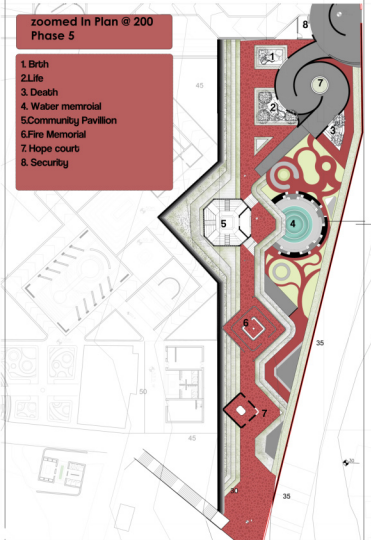 zoomed In Plan @ 200
Phase 5
1. Brth
2.Life
3. Death
4. Water memroial
5.Community Pavillion
6.Fire Memorial
7. Hope court
8. Security
8
1
45
7
2
3
5
4
6
35
50
7
45
35